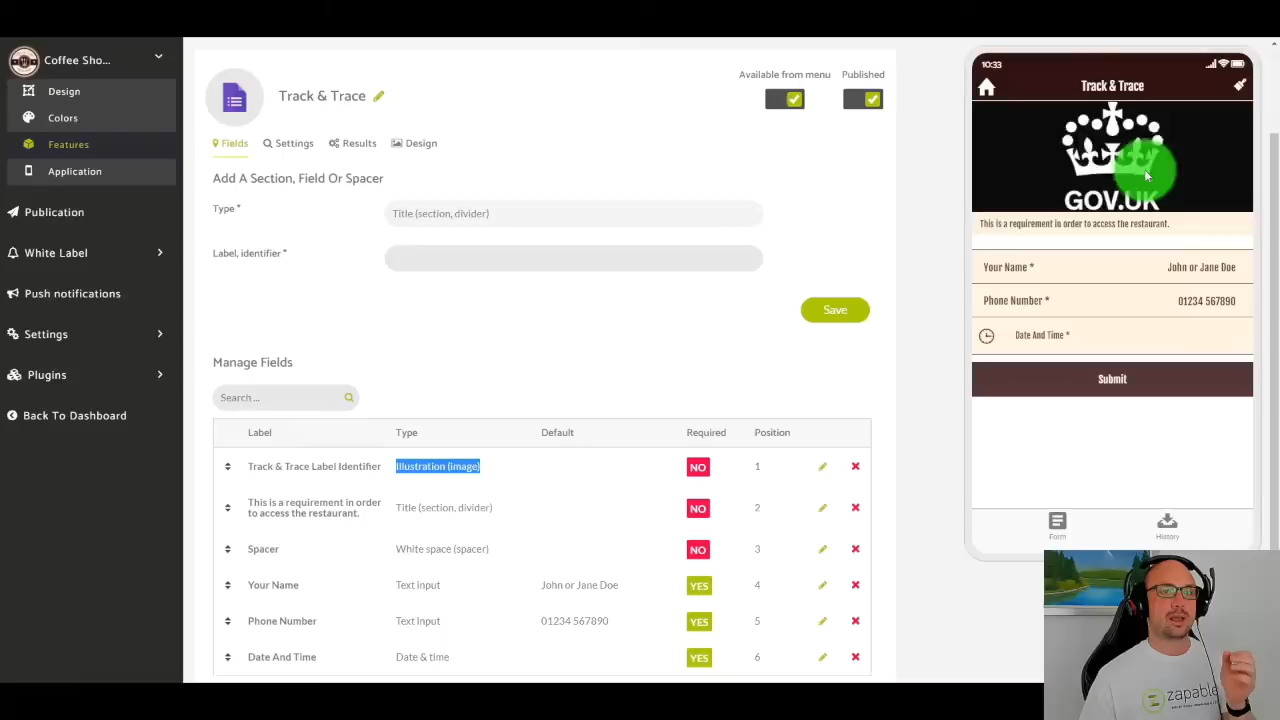 Coffee Sho...
Design
Colors
Features
Application
Publication
White Label
Push notifications
Settings
Plugins
Back To Dashboard
Track & Trace
Available from menu
Published
Fields
Settings
Results
Design
Add A Section, Field Or Spacer
Type *
Title (section, divider)
Label, identifier *
Save
Manage Fields
Search ...
Label Type Default Required Position
Track & Trace Label Identifier Illustration (image) NO 1
This is a requirement in order
to access the restaurant. Title (section, divider) NO 2
Spacer White space (spacer) NO 3
Your Name Text Input John or Jane Doe YES 4
Phone Number Text Input 01234 567890 YES 5
Date And Time Date & time YES 6
10:33
Track & Trace
GOV.UK
This is a requirement in order to access the restaurant.
Your Name * John or Jane Doe
Phone Number * 01234 567890
Date And Time *
Submit
Form
History
zapable